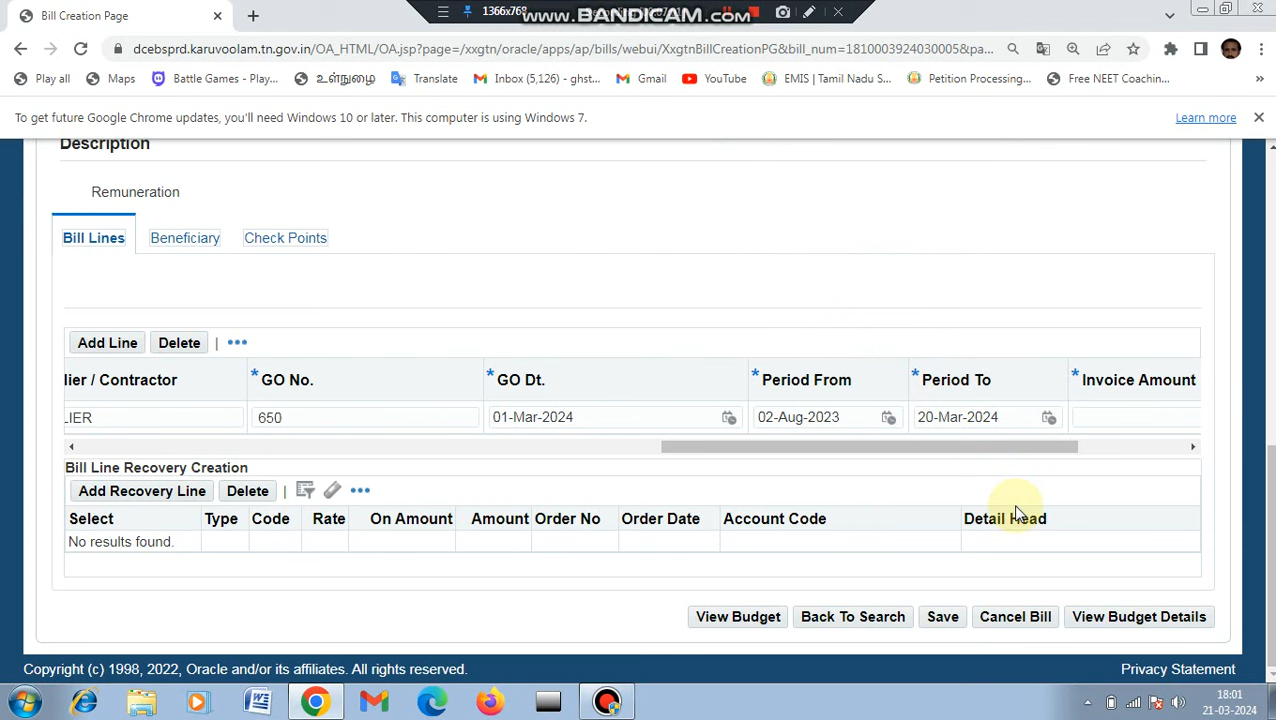 Bill Creation Page
1366x768
www.BANDICAM.com
dcebsprd.karuvoolam.tn.gov.in/OA_HTML/OA.jsp?page=/xxgtn/oracle/apps/ap/bills/webui/XxgtnBillCreationPG&bill_num=1810003924030005&pa...
Play all
Maps
Battle Games - Play...
உள்நுழை
Translate
Inbox (5,126) - ghst...
Gmail
YouTube
EMIS | Tamil Nadu S...
Petition Processing...
Free NEET Coachin...
»
To get future Google Chrome updates, you'll need Windows 10 or later. This computer is using Windows 7.
Learn more
Description
Remuneration
Bill Lines
Beneficiary
Check Points
Add Line
Delete
lier / Contractor
* GO No.
* GO Dt.
* Period From
* Period To
* Invoice Amount
LIER
650
01-Mar-2024
02-Aug-2023
20-Mar-2024
Bill Line Recovery Creation
Add Recovery Line
Delete
Select
Type
Code
Rate
On Amount
Amount
Order No
Order Date
Account Code
Detail Head
No results found.
View Budget
Back To Search
Save
Cancel Bill
View Budget Details
Copyright (c) 1998, 2022, Oracle and/or its affiliates. All rights reserved.
Privacy Statement
18:01
21-03-2024